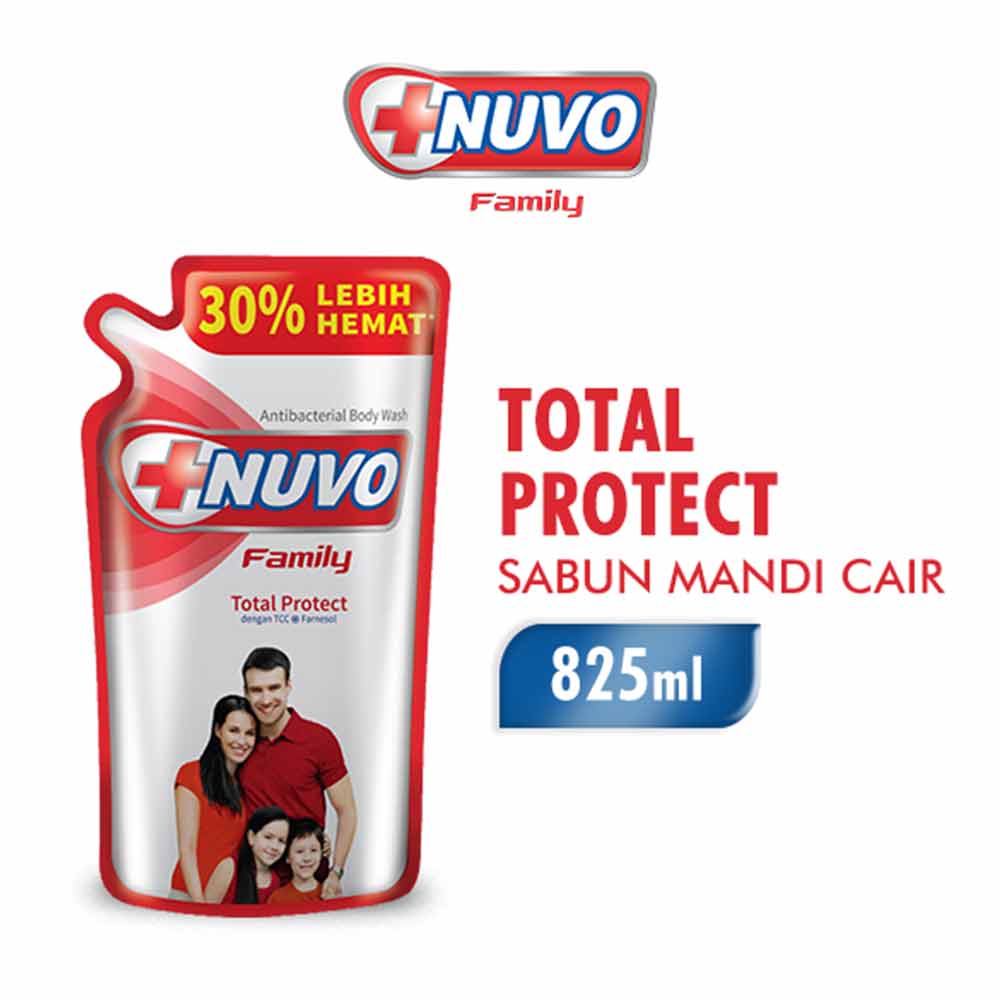 NUVO
Family
30% LEBIH
HEMAT*
Antibacterial Body Wash
NUVO
Family
Total Protect
dengan TCC Farnesol
TOTAL
PROTECT
SABUN MANDI CAIR
825ml